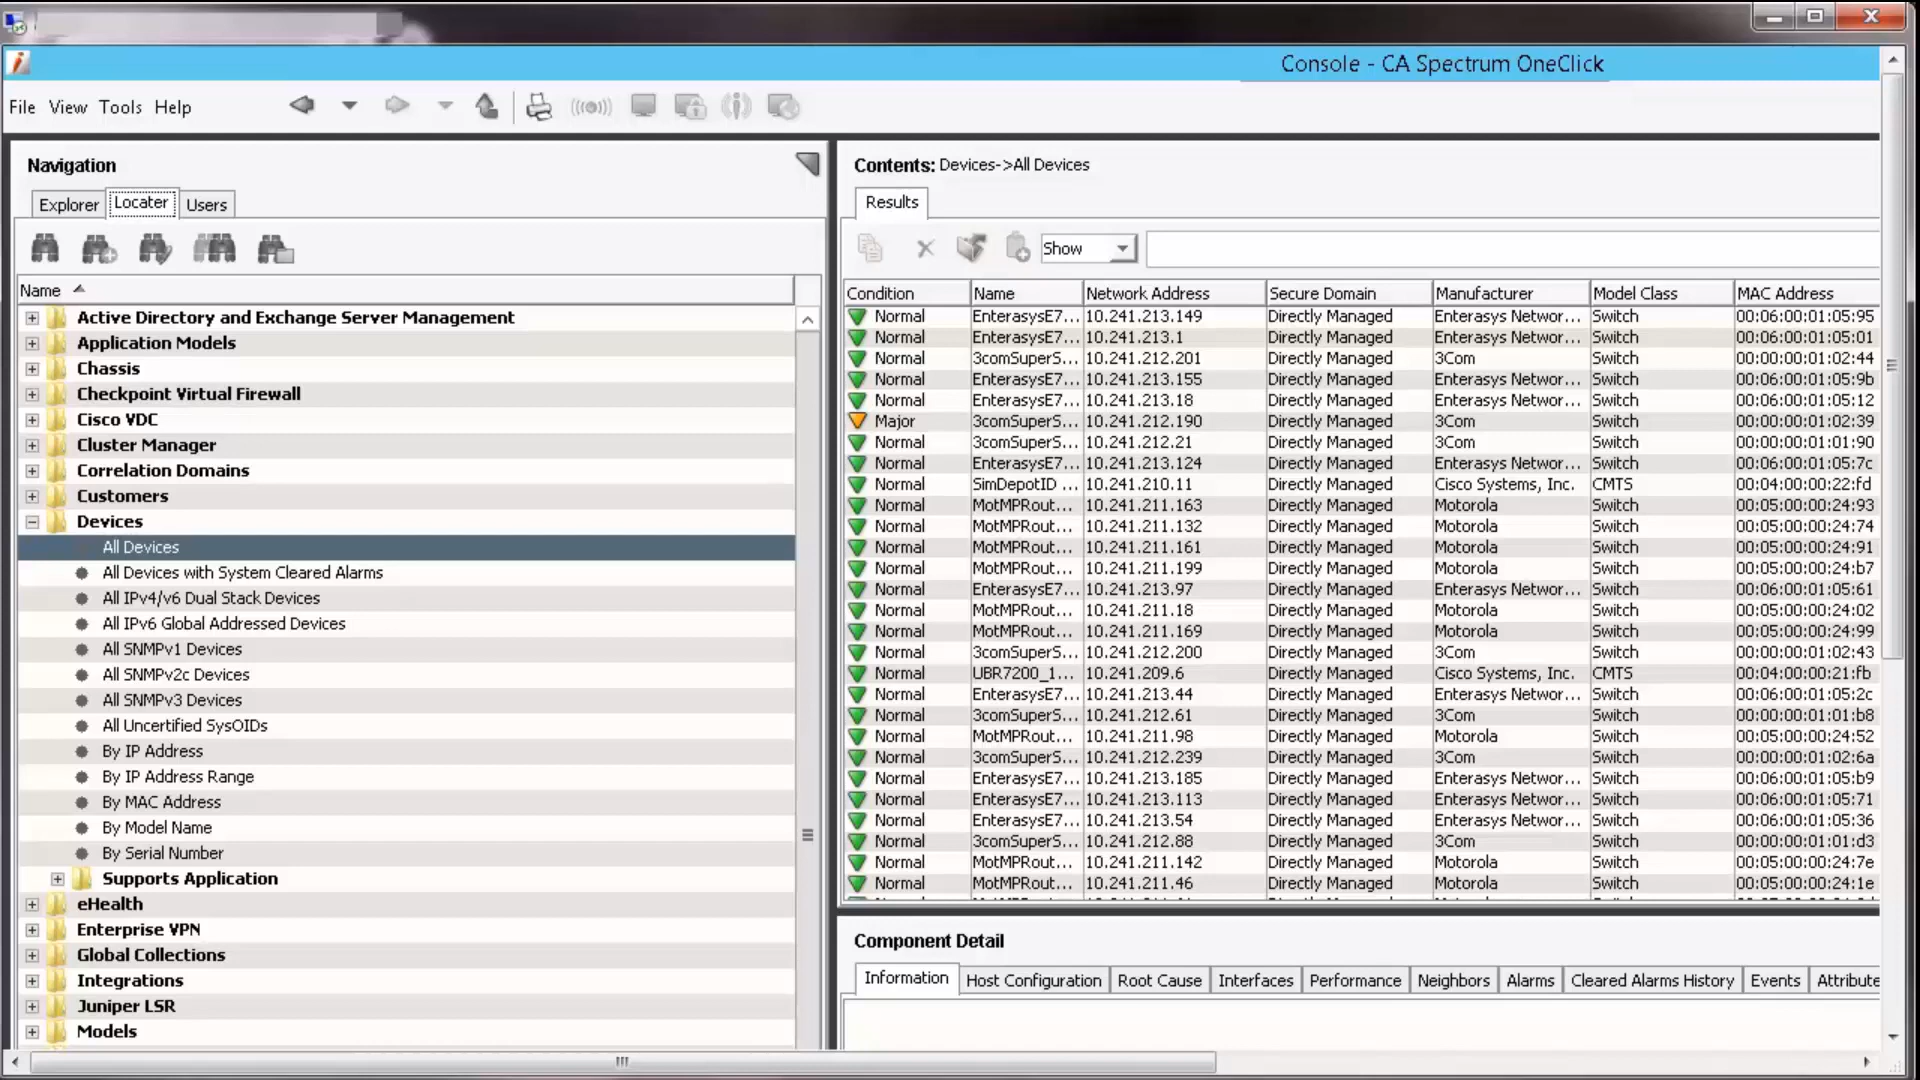 Console - CA Spectrum OneClick
File View Tools Help
Navigation
Explorer Locater Users
Name
Active Directory and Exchange Server Management
Application Models
Chassis
Checkpoint Virtual Firewall
Cisco VDC
Cluster Manager
Correlation Domains
Customers
Devices
All Devices
All Devices with System Cleared Alarms
All IPv4/v6 Dual Stack Devices
All IPv6 Global Addressed Devices
All SNMPv1 Devices
All SNMPv2c Devices
All SNMPv3 Devices
All Uncertified SysOIDs
By IP Address
By IP Address Range
By MAC Address
By Model Name
By Serial Number
Supports Application
eHealth
Enterprise VPN
Global Collections
Integrations
Juniper LSR
Models
Contents: Devices->All Devices
Results
Show
Condition Name Network Address Secure Domain Manufacturer Model Class MAC Address
Normal EnterasysE7... 10.241.213.149 Directly Managed Enterasys Networ... Switch 00:06:00:01:05:95
Normal EnterasysE7... 10.241.213.1 Directly Managed Enterasys Networ... Switch 00:06:00:01:05:01
Normal 3comSuperS... 10.241.212.201 Directly Managed 3Com Switch 00:00:00:01:02:44
Normal EnterasysE7... 10.241.213.155 Directly Managed Enterasys Networ... Switch 00:06:00:01:05:9b
Normal EnterasysE7... 10.241.213.18 Directly Managed Enterasys Networ... Switch 00:06:00:01:05:12
Major 3comSuperS... 10.241.212.190 Directly Managed 3Com Switch 00:00:00:01:02:39
Normal 3comSuperS... 10.241.212.21 Directly Managed 3Com Switch 00:00:00:01:01:90
Normal EnterasysE7... 10.241.213.124 Directly Managed Enterasys Networ... Switch 00:06:00:01:05:7c
Normal SimDepotID ... 10.241.210.11 Directly Managed Cisco Systems, Inc. CMTS 00:04:00:00:22:fd
Normal MotMPRout... 10.241.211.163 Directly Managed Motorola Switch 00:05:00:00:24:93
Normal MotMPRout... 10.241.211.132 Directly Managed Motorola Switch 00:05:00:00:24:74
Normal MotMPRout... 10.241.211.161 Directly Managed Motorola Switch 00:05:00:00:24:91
Normal MotMPRout... 10.241.211.199 Directly Managed Motorola Switch 00:05:00:00:24:b7
Normal EnterasysE7... 10.241.213.97 Directly Managed Enterasys Networ... Switch 00:06:00:01:05:61
Normal MotMPRout... 10.241.211.18 Directly Managed Motorola Switch 00:05:00:00:24:02
Normal MotMPRout... 10.241.211.169 Directly Managed Motorola Switch 00:05:00:00:24:99
Normal 3comSuperS... 10.241.212.200 Directly Managed 3Com Switch 00:00:00:01:02:43
Normal UBR7200_1... 10.241.209.6 Directly Managed Cisco Systems, Inc. CMTS 00:04:00:00:21:fb
Normal EnterasysE7... 10.241.213.44 Directly Managed Enterasys Networ... Switch 00:06:00:01:05:2c
Normal 3comSuperS... 10.241.212.61 Directly Managed 3Com Switch 00:00:00:01:01:b8
Normal MotMPRout... 10.241.211.98 Directly Managed Motorola Switch 00:05:00:00:24:52
Normal 3comSuperS... 10.241.212.239 Directly Managed 3Com Switch 00:00:00:01:02:6a
Normal EnterasysE7... 10.241.213.185 Directly Managed Enterasys Networ... Switch 00:06:00:01:05:b9
Normal EnterasysE7... 10.241.213.113 Directly Managed Enterasys Networ... Switch 00:06:00:01:05:71
Normal EnterasysE7... 10.241.213.54 Directly Managed Enterasys Networ... Switch 00:06:00:01:05:36
Normal 3comSuperS... 10.241.212.88 Directly Managed 3Com Switch 00:00:00:01:01:d3
Normal MotMPRout... 10.241.211.142 Directly Managed Motorola Switch 00:05:00:00:24:7e
Normal MotMPRout... 10.241.211.46 Directly Managed Motorola Switch 00:05:00:00:24:1e
Component Detail
Information Host Configuration Root Cause Interfaces Performance Neighbors Alarms Cleared Alarms History Events Attribute